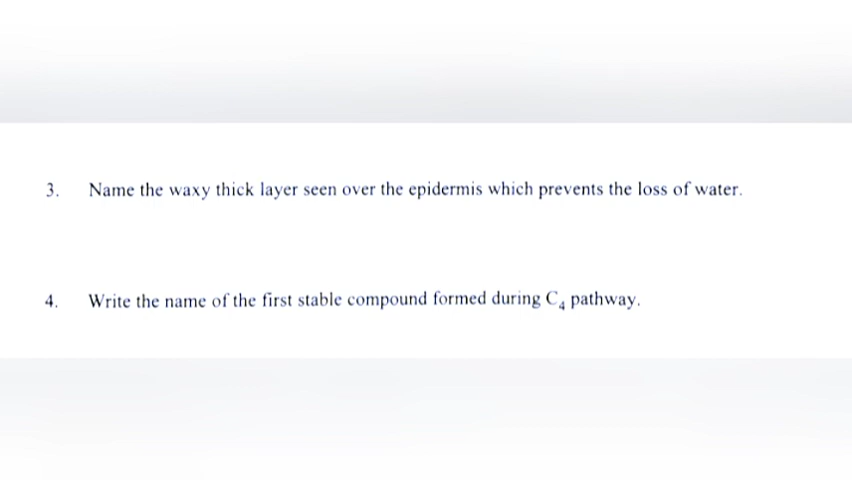 3. Name the waxy thick layer seen over the epidermis which prevents the loss of water.
4. Write the name of the first stable compound formed during C₄ pathway.